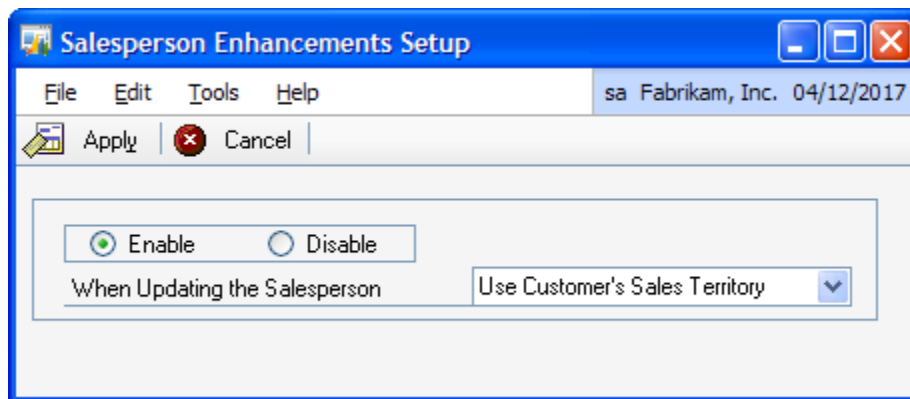 Salesperson Enhancements Setup
File Edit Tools Help sa Fabrikam, Inc. 04/12/2017
Apply Cancel
Enable Disable
When Updating the Salesperson Use Customer's Sales Territory